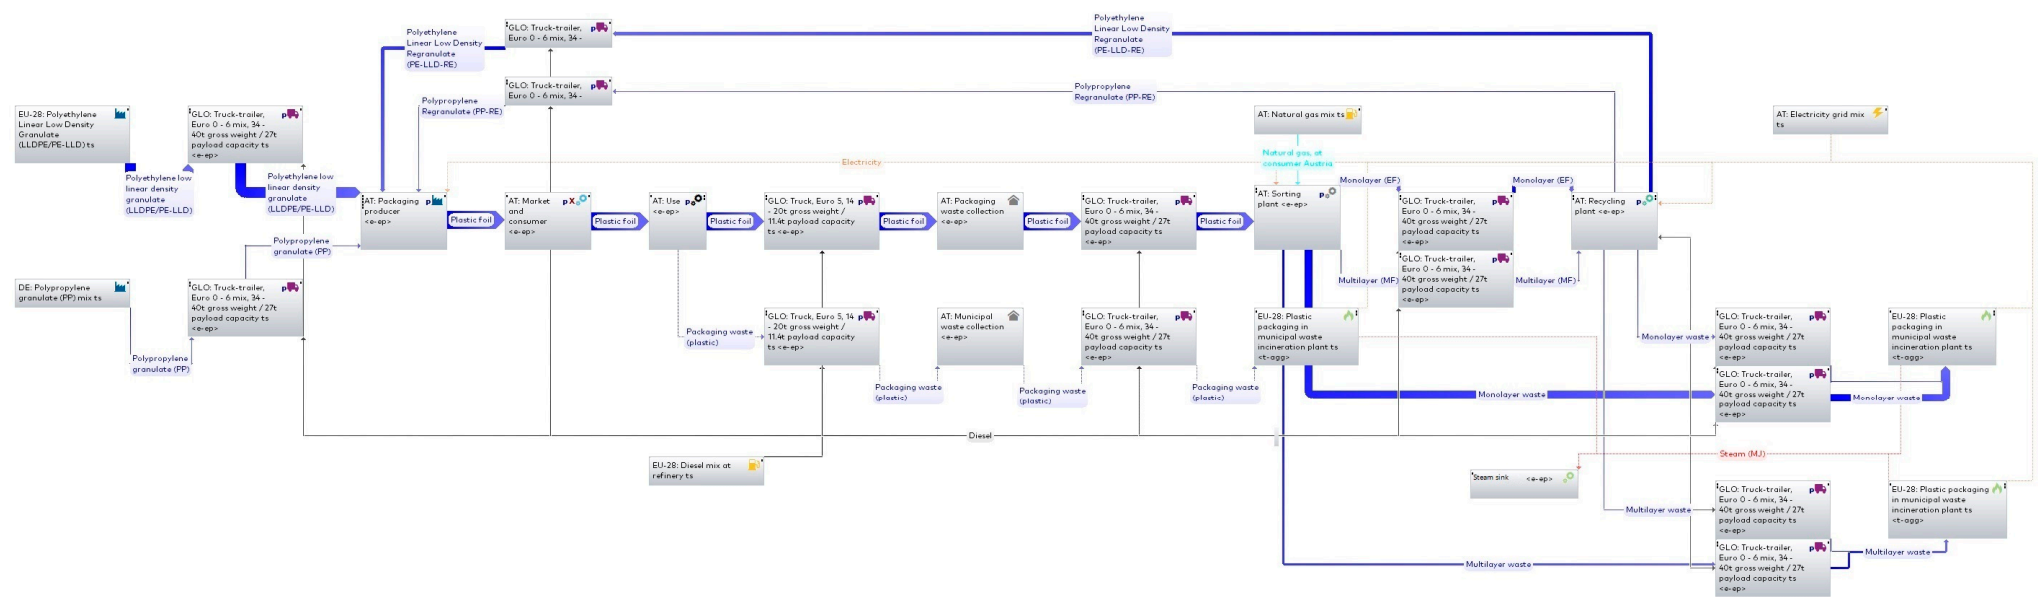 Polyethylene
Linear Low Density
Regranulate
(PE-LLD-RE)
GLO: Truck-trailer,
Euro 0 - 6 mix, 34 -
Polyethylene
Linear Low Density
Regranulate
(PE-LLD-RE)
GLO: Truck-trailer,
Euro 0 - 6 mix, 34 -
Polypropylene
Regranulate (PP-RE)
Polypropylene
Regranulate (PP-RE)
EU-28: Polyethylene
Linear Low Density
Granulate
(LLDPE/PE-LLD) ts
GLO: Truck-trailer,
Euro 0 - 6 mix, 34 -
40t gross weight / 27t
payload capacity ts
<e-ep>
AT: Natural gas mix ts
AT: Electricity grid mix
ts
Natural gas, at
consumer Austria
Electricity
Polyethylene low
linear density
granulate
(LLDPE/PE-LLD)
Polyethylene low
linear density
granulate
(LLDPE/PE-LLD)
AT: Packaging
producer
<e-ep>
Plastic foil
AT: Market
and
consumer
<e-ep>
Plastic foil
AT: Use
<e-ep>
Plastic foil
GLO: Truck, Euro 5, 14
- 20t gross weight /
11.4t payload capacity
ts <e-ep>
Plastic foil
AT: Packaging
waste collection
<e-ep>
Plastic foil
GLO: Truck-trailer,
Euro 0 - 6 mix, 34 -
40t gross weight / 27t
payload capacity ts
<e-ep>
Plastic foil
AT: Sorting
plant <e-ep>
Monolayer (EF)
GLO: Truck-trailer,
Euro 0 - 6 mix, 34 -
40t gross weight / 27t
payload capacity ts
<e-ep>
Monolayer (EF)
AT: Recycling
plant <e-ep>
Polypropylene
granulate (PP)
Multilayer (MF)
GLO: Truck-trailer,
Euro 0 - 6 mix, 34 -
40t gross weight / 27t
payload capacity ts
<e-ep>
Multilayer (MF)
DE: Polypropylene
granulate (PP) mix ts
GLO: Truck-trailer,
Euro 0 - 6 mix, 34 -
40t gross weight / 27t
payload capacity ts
<e-ep>
Polypropylene
granulate (PP)
Packaging waste
(plastic)
GLO: Truck, Euro 5, 14
- 20t gross weight /
11.4t payload capacity
ts <e-ep>
Packaging waste
(plastic)
AT: Municipal
waste collection
<e-ep>
Packaging waste
(plastic)
GLO: Truck-trailer,
Euro 0 - 6 mix, 34 -
40t gross weight / 27t
payload capacity ts
<e-ep>
Packaging waste
(plastic)
EU-28: Plastic
packaging in
municipal waste
incineration plant ts
<t-agg>
Monolayer waste
GLO: Truck-trailer,
Euro 0 - 6 mix, 34 -
40t gross weight / 27t
payload capacity ts
<e-ep>
EU-28: Plastic
packaging in
municipal waste
incineration plant ts
<t-agg>
Monolayer waste
GLO: Truck-trailer,
Euro 0 - 6 mix, 34 -
40t gross weight / 27t
payload capacity ts
<e-ep>
Monolayer waste
Diesel
EU-28: Diesel mix at
refinery ts
Steam (MJ)
Steam sink
<e-ep>
Multilayer waste
GLO: Truck-trailer,
Euro 0 - 6 mix, 34 -
40t gross weight / 27t
payload capacity ts
<e-ep>
EU-28: Plastic packaging
in municipal waste
incineration plant ts
<t-agg>
Multilayer waste
GLO: Truck-trailer,
Euro 0 - 6 mix, 34 -
40t gross weight / 27t
payload capacity ts
<e-ep>
Multilayer waste